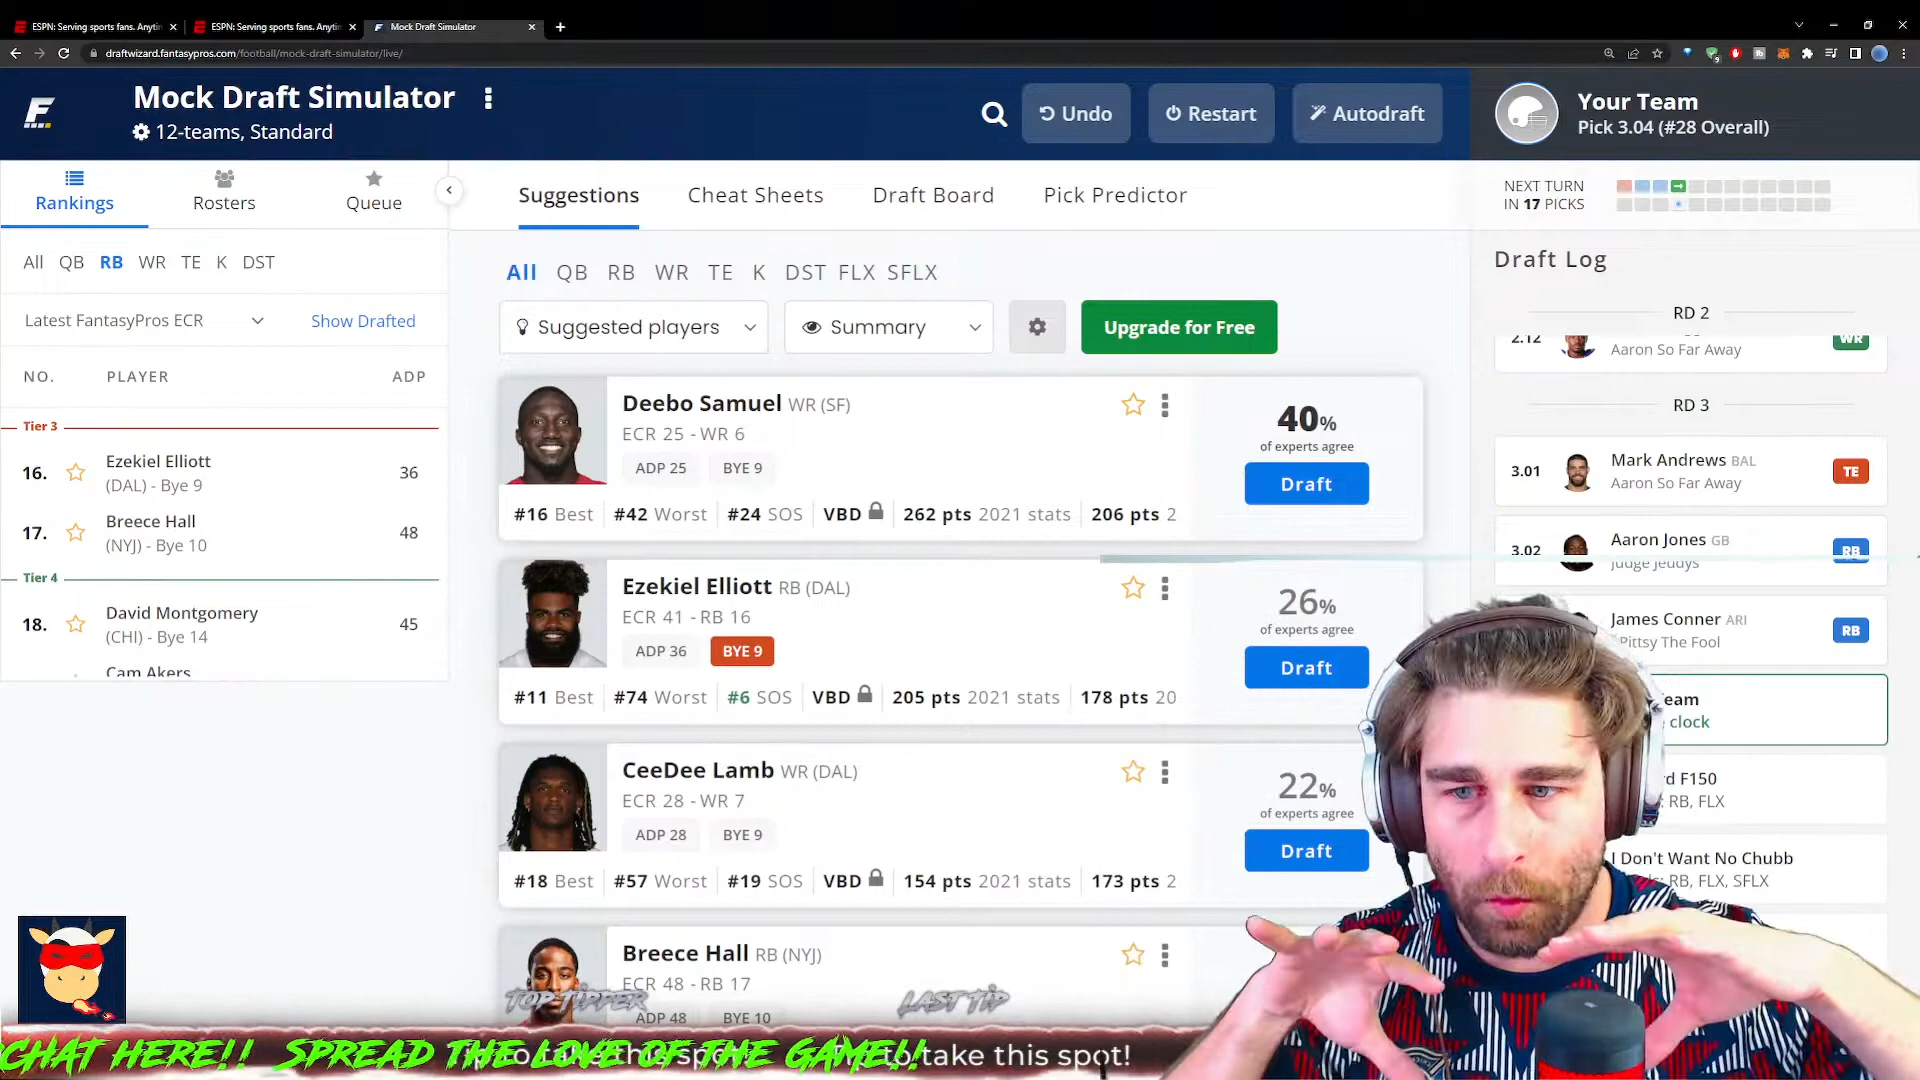 ESPN: Serving sports fans. Anytin
ESPN: Serving sports fans. Anytin
Mock Draft Simulator
draftwizard.fantasypros.com/football/mock-draft-simulator/live/
Mock Draft Simulator
12-teams, Standard
Undo
Restart
Autodraft
Your Team
Pick 3.04 (#28 Overall)
Rankings
Rosters
Queue
Suggestions
Cheat Sheets
Draft Board
Pick Predictor
NEXT TURN
IN 17 PICKS
All QB RB WR TE K DST
Latest FantasyPros ECR
Show Drafted
NO. PLAYER ADP
Tier 3
16. Ezekiel Elliott 36
(DAL) - Bye 9
17. Breece Hall 48
(NYJ) - Bye 10
Tier 4
18. David Montgomery 45
(CHI) - Bye 14
Cam Akers
All QB RB WR TE K DST FLX SFLX
Suggested players
Summary
Upgrade for Free
Deebo Samuel WR (SF)
ECR 25 - WR 6
ADP 25 BYE 9
40%
of experts agree
Draft
#16 Best #42 Worst #24 SOS VBD 262 pts 2021 stats 206 pts 2
Ezekiel Elliott RB (DAL)
ECR 41 - RB 16
ADP 36 BYE 9
26%
of experts agree
Draft
#11 Best #74 Worst #6 SOS VBD 205 pts 2021 stats 178 pts 20
CeeDee Lamb WR (DAL)
ECR 28 - WR 7
ADP 28 BYE 9
22%
of experts agree
Draft
#18 Best #57 Worst #19 SOS VBD 154 pts 2021 stats 173 pts 2
Breece Hall RB (NYJ)
ECR 48 - RB 17
ADP 48 BYE 10
Draft Log
RD 2
2.12 Aaron So Far Away WR
RD 3
3.01 Mark Andrews BAL TE
Aaron So Far Away
3.02 Aaron Jones GB RB
Judge Jeudys
James Conner ARI RB
Pittsy The Fool
eam
clock
rd F150
: RB, FLX
I Don't Want No Chubb
: RB, FLX, SFLX
TOP TIPPER
LAST TIP
CHAT HERE!! SPREAD THE LOVE OF THE GAME!!
to take this spot!